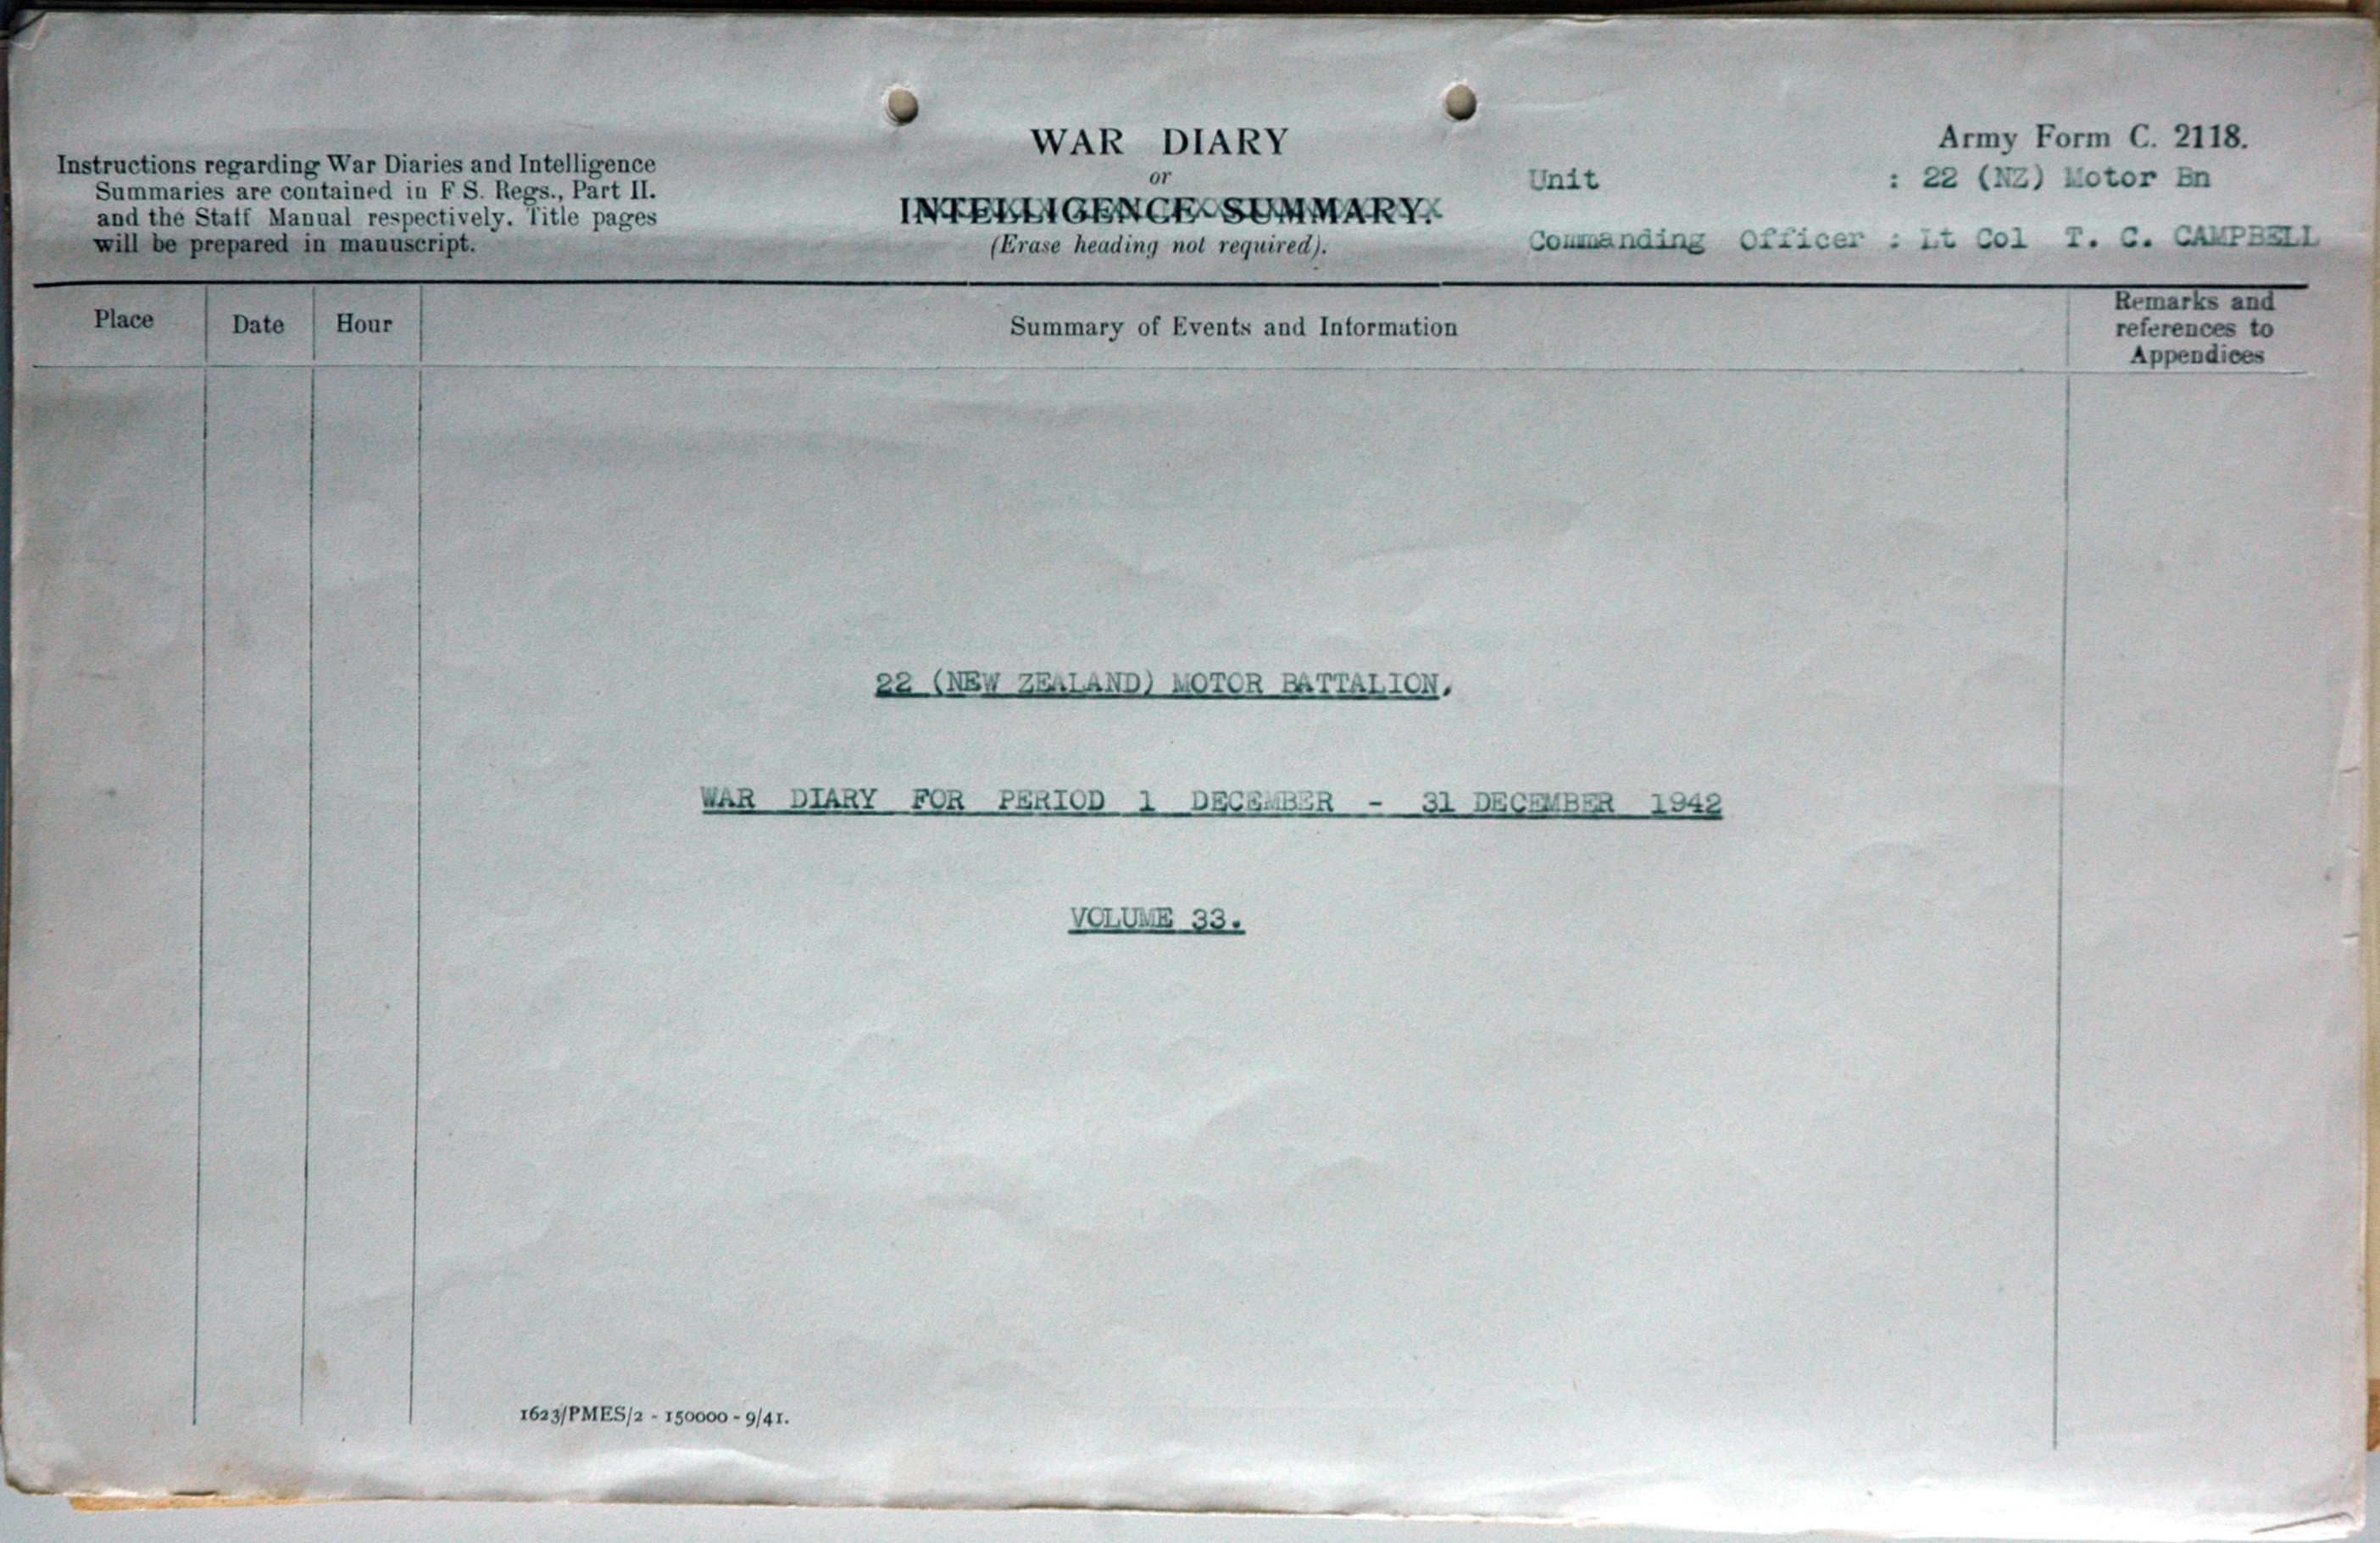 Instructions regarding War Diaries and Intelligence
Summaries are contained in F S. Regs., Part II.
and the Staff Manual respectively. Title pages
will be prepared in manuscript.
WAR DIARY
or
INTELLIGENCE SUMMARY.
(Erase heading not required).
Army Form C. 2118.
Unit : 22 (NZ) Motor Bn
Commanding Officer : Lt Col T. C. CAMPBELL
Place
Date
Hour
Summary of Events and Information
Remarks and
references to
Appendices
22 (NEW ZEALAND) MOTOR BATTALION.
WAR DIARY FOR PERIOD 1 DECEMBER - 31 DECEMBER 1942
VOLUME 33.
1623/PMES/2 - 150000 - 9/41.